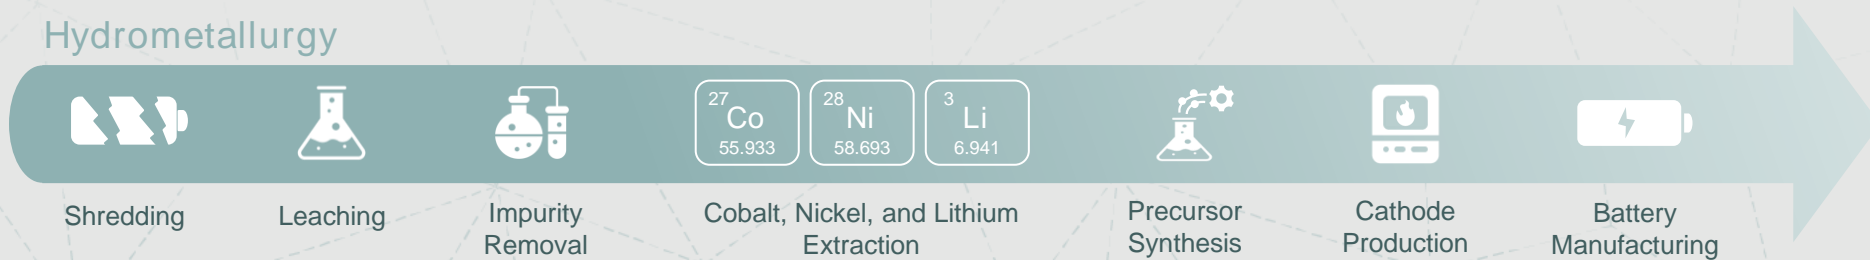 Hydrometallurgy
27
Co
55.933
28
Ni
58.693
3
Li
6.941
Shredding
Leaching
Impurity
Removal
Cobalt, Nickel, and Lithium
Extraction
Precursor
Synthesis
Cathode
Production
Battery
Manufacturing